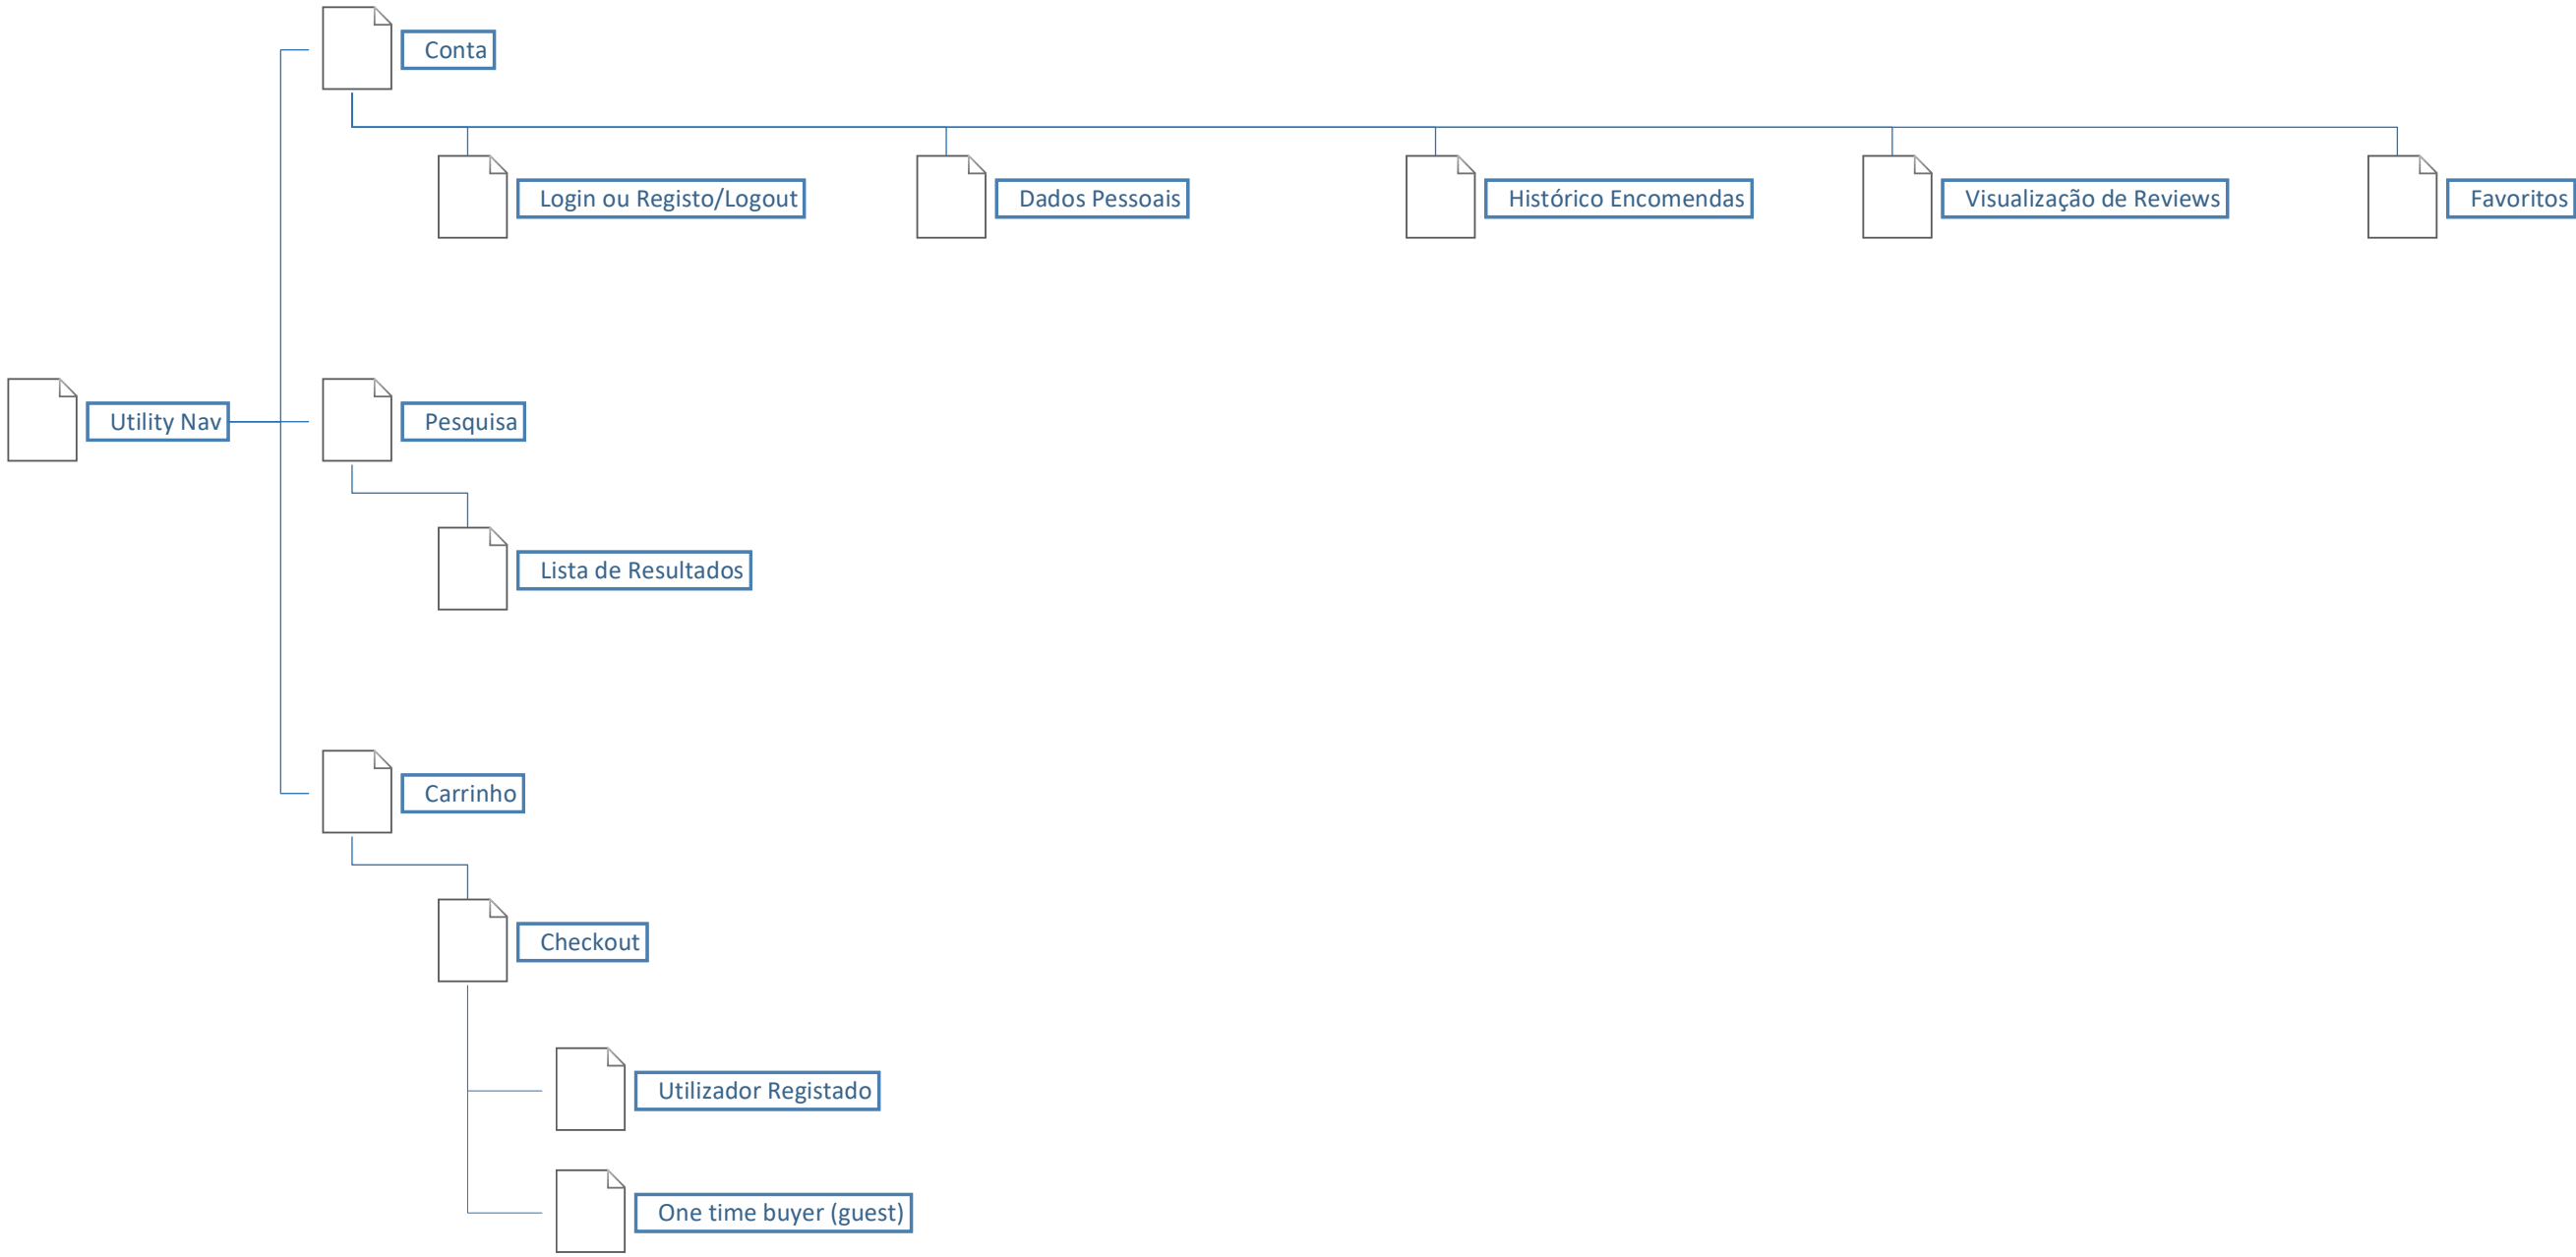 Conta
Login ou Registo/Logout
Dados Pessoais
Histórico Encomendas
Visualização de Reviews
Favoritos
Utility Nav
Pesquisa
Lista de Resultados
Carrinho
Checkout
Utilizador Registado
One time buyer (guest)